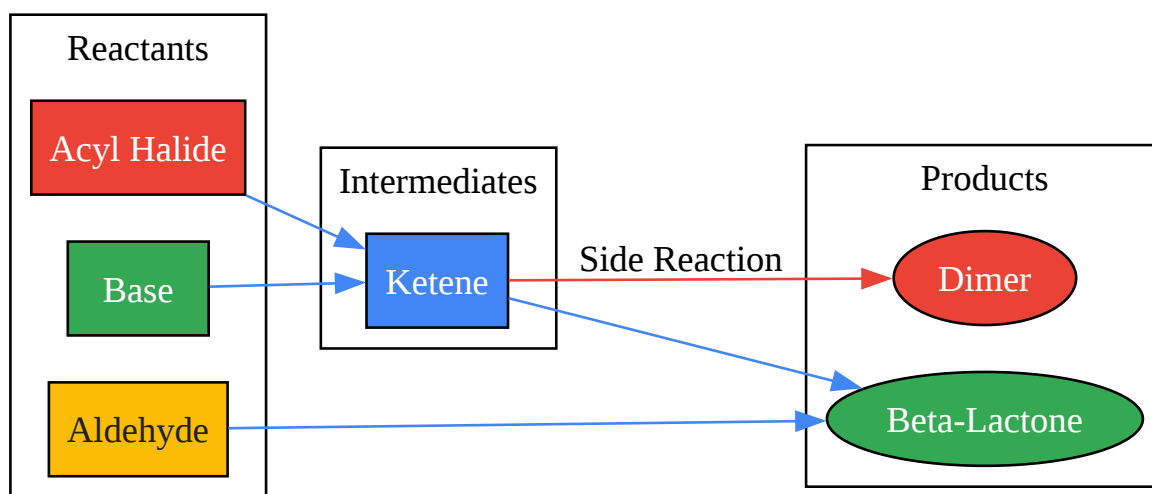 Reactants
Acyl Halide
Base
Aldehyde
Intermediates
Ketene
Side Reaction
Products
Dimer
Beta-Lactone